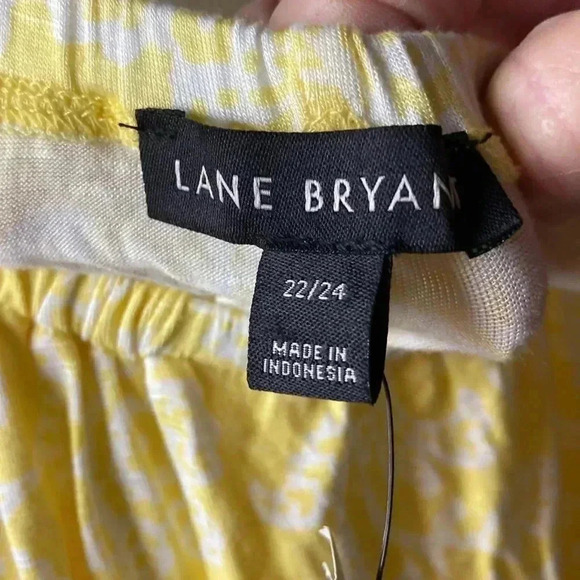 LANE BRYAN
22/24
MADE IN
INDONESIA